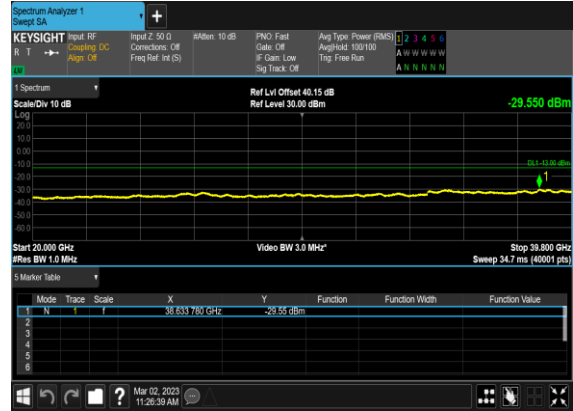 Spectrum Analyzer 1
Swept SA
KEYSIGHT
R T
LM
Input: RF
Coupling: DC
Align: Off
Input Z: 50 Ω
Corrections: Off
Freq Ref: Int (S)
#Atten: 10 dB
PNO: Fast
Gate: Off
IF Gain: Low
Sig Track: Off
Avg Type: Power (RMS)
Avg|Hold: 100/100
Trig: Free Run
1 2 3 4 5 6
A W W W W W
A N N N N N
1 Spectrum
Scale/Div 10 dB
Ref Lvl Offset 40.15 dB
Ref Level 30.00 dBm
-29.550 dBm
Log
20.0
10.0
0.00
-10.0
-20.0
-30.0
-40.0
-50.0
-60.0
DL1 -13.00 dBm
1
Start 20.000 GHz
#Res BW 1.0 MHz
Video BW 3.0 MHz*
Stop 39.800 GHz
Sweep 34.7 ms (40001 pts)
5 Marker Table
Mode Trace Scale X Y Function Function Width Function Value
1 N 1 f 38.633 780 GHz -29.55 dBm
2
3
4
5
6
?
Mar 02, 2023
11:26:39 AM